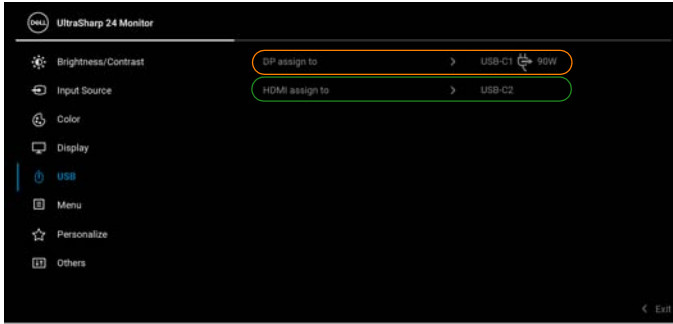 DELL UltraSharp 24 Monitor
Brightness/Contrast
DP assign to > USB-C1 90W
Input Source
HDMI assign to > USB-C2
Color
Display
USB
Menu
Personalize
Others
< Exit